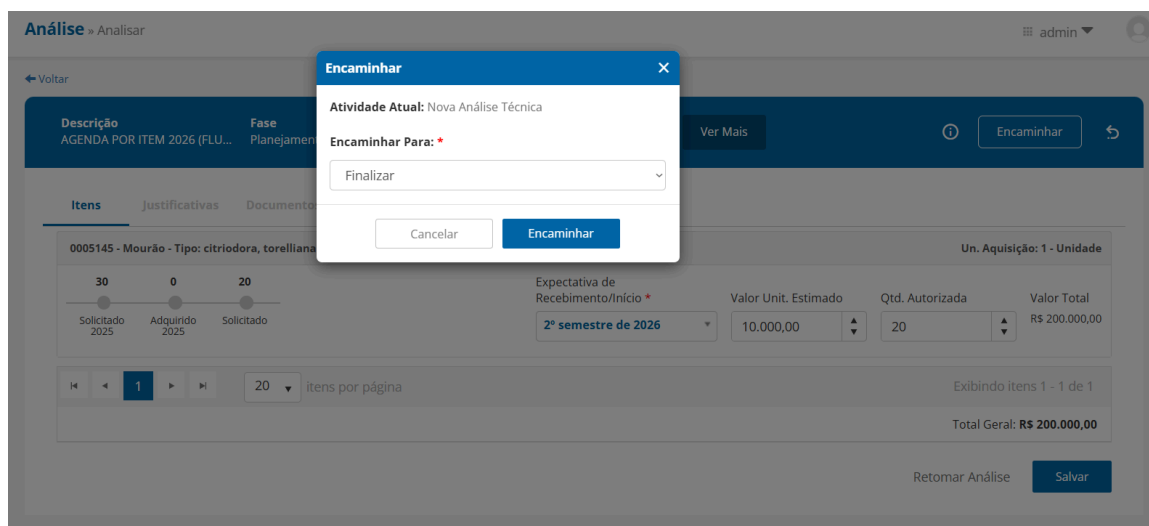 Análise » Analisar
admin
Voltar
Encaminhar
Atividade Atual: Nova Análise Técnica
Encaminhar Para: *
Finalizar
Cancelar
Encaminhar
Descrição
AGENDA POR ITEM 2026 (FLU...
Fase
Ver Mais
Encaminhar
Itens
Justificativas
0005145 - Mourão - Tipo: citriodora, torelliana
Un. Aquisição: 1 - Unidade
30
0
20
Solicitado
2025
Adquirido
2025
Solicitado
Expectativa de
Recebimento/Início *
2º semestre de 2026
Valor Unit. Estimado
10.000,00
Qtd. Autorizada
20
Valor Total
R$ 200.000,00
1
20
itens por página
Exibindo itens 1 - 1 de 1
Total Geral: R$ 200.000,00
Retomar Análise
Salvar